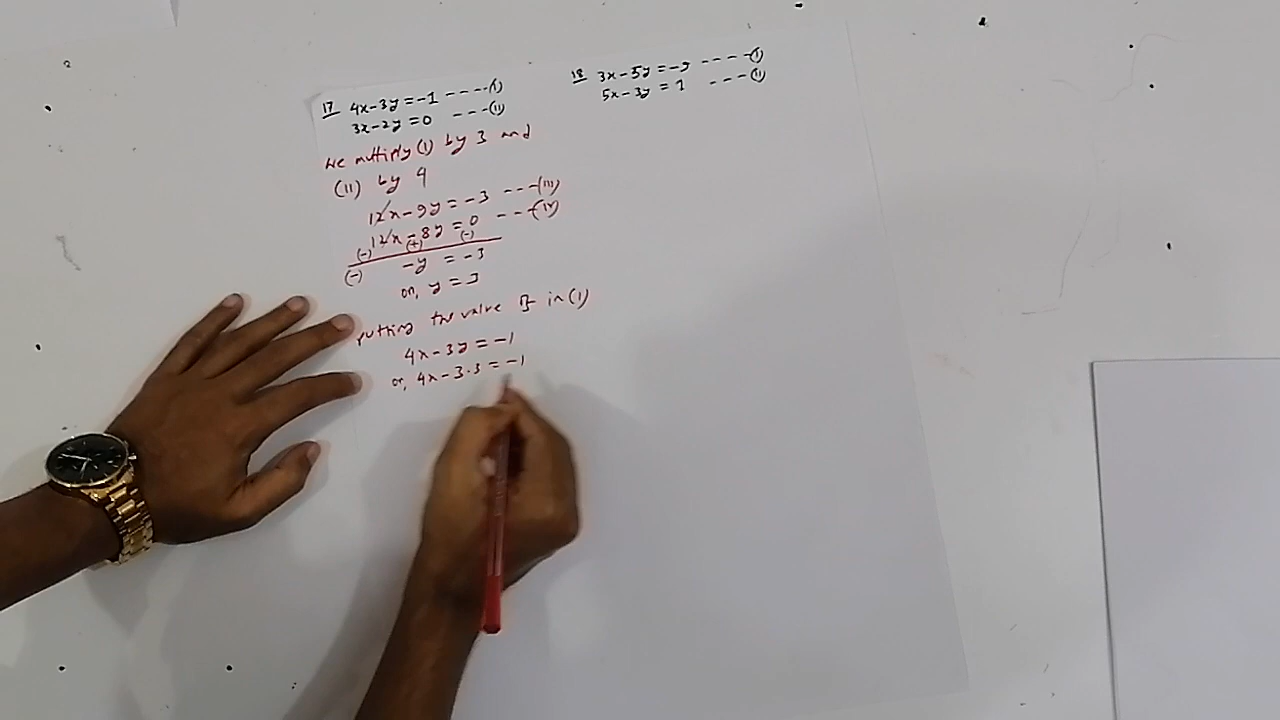 17 4x-3y=-1 ----(I)
3x-2y=0 ---(II)
We multiply (I) by 3 and
(II) by 4
12x-9y=-3 ---(III)
12x-8y=0 ---(IV)
(-) (+) (-)
(-) -y = -3
or, y = 3
putting the value of in (I)
4x-3y=-1
or, 4x-3.3=-1
18 3x-5y=-9 ----(I)
5x-3y=1 ---(II)